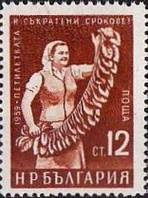 1959 - ПЕТИЛЕТКАТА
В СЪКРАТЕНИ СРОКОВЕ!
ПОЩА
СТ. 12
НР БЪЛГАРИЯ